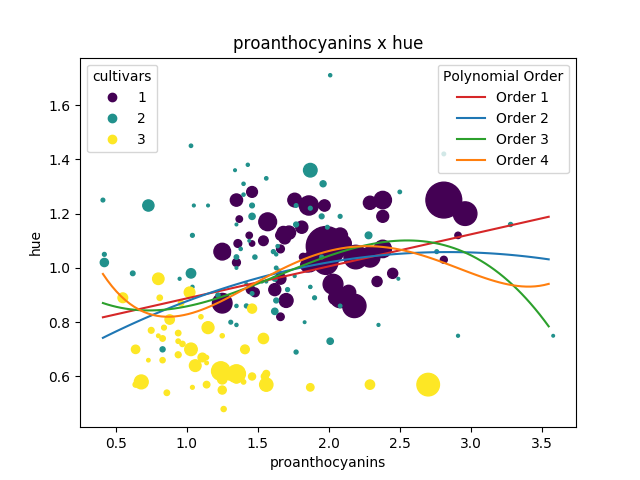 proanthocyanins x hue
cultivars
1
2
3
Polynomial Order
Order 1
Order 2
Order 3
Order 4
hue
1.6
1.4
1.2
1.0
0.8
0.6
0.5 1.0 1.5 2.0 2.5 3.0 3.5
proanthocyanins